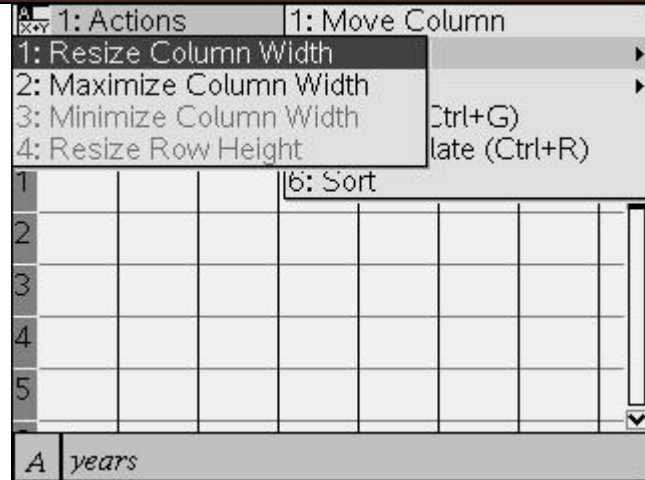 1: Actions
1: Move Column
1: Resize Column Width
2: Maximize Column Width
3: Minimize Column Width
Ctrl+G)
4: Resize Row Height
late (Ctrl+R)
6: Sort
1
2
3
4
5
A years